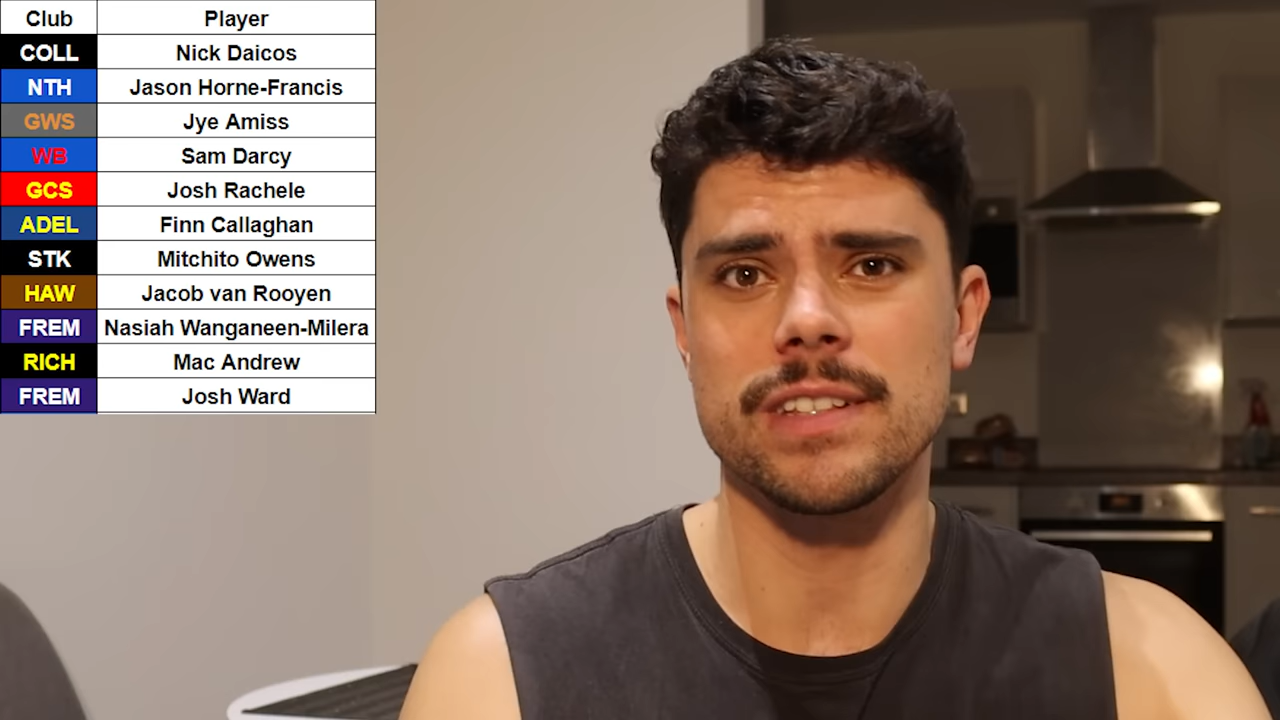 Club Player
COLL Nick Daicos
NTH Jason Horne-Francis
GWS Jye Amiss
WB Sam Darcy
GCS Josh Rachele
ADEL Finn Callaghan
STK Mitchito Owens
HAW Jacob van Rooyen
FREM Nasiah Wanganeen-Milera
RICH Mac Andrew
FREM Josh Ward